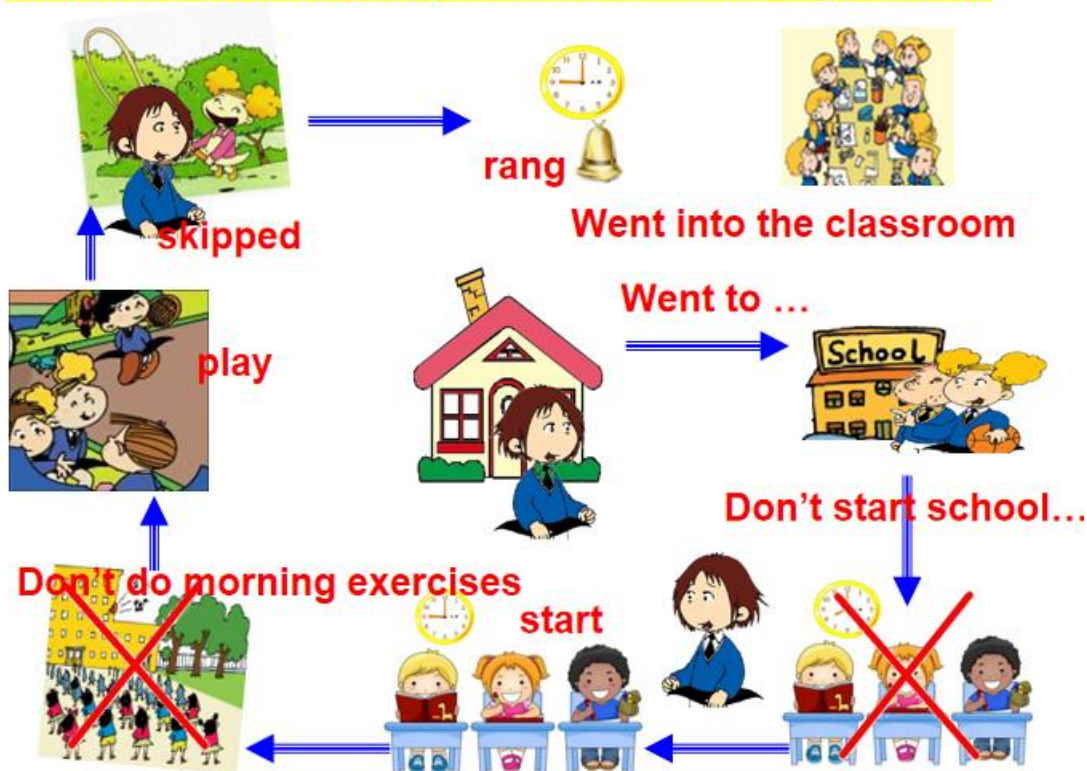 skipped
rang
Went into the classroom
Went to …
School
play
Don't start school…
Don't do morning exercises
start